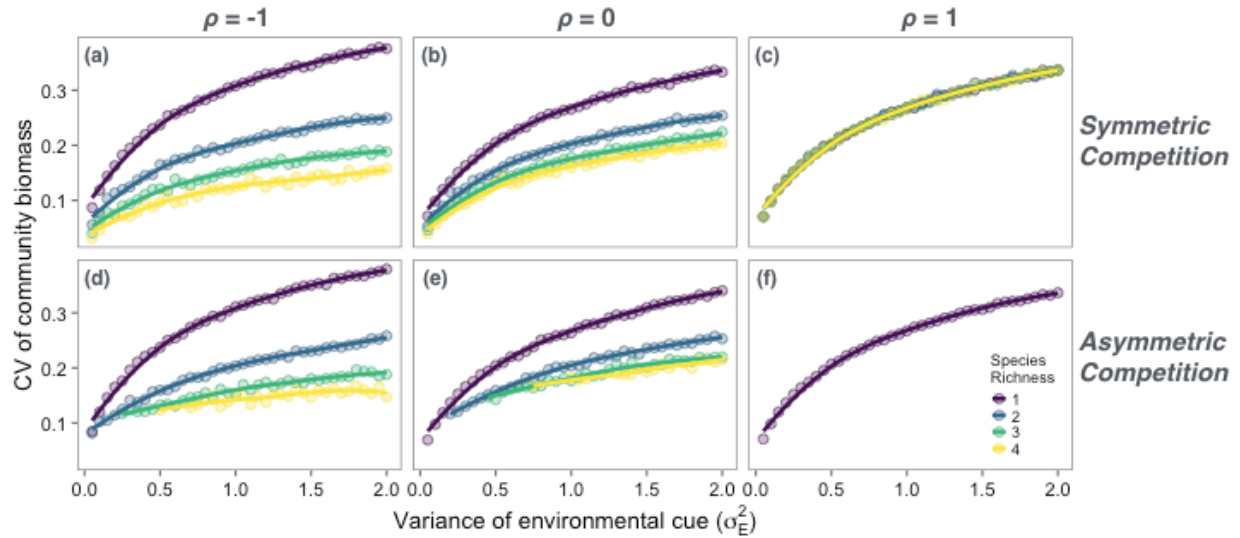 ρ = -1
ρ = 0
ρ = 1
(a)
(b)
(c)
Symmetric
Competition
0.3
0.2
0.1
(d)
(e)
(f)
Asymmetric
Competition
0.3
0.2
0.1
CV of community biomass
Species
Richness
1
2
3
4
0.0 0.5 1.0 1.5 2.0
0.0 0.5 1.0 1.5 2.0
0.0 0.5 1.0 1.5 2.0
Variance of environmental cue (σ²E)